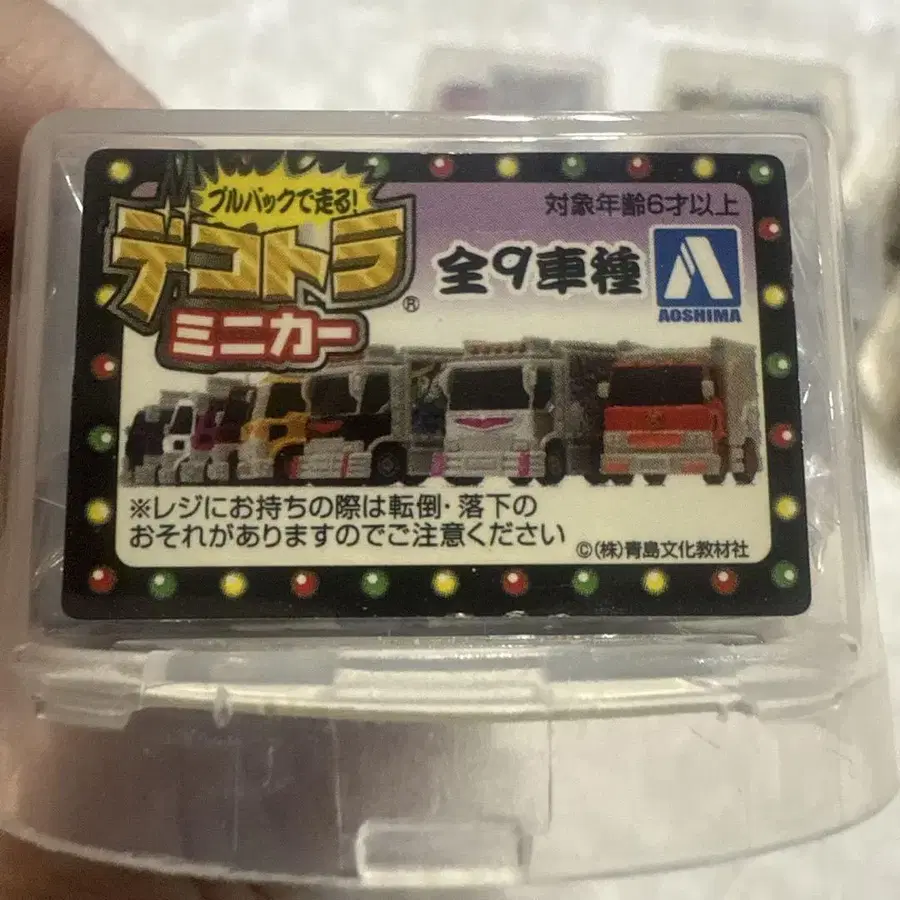 プルバックで走る!
デコトラ®
ミニカー
対象年齢6才以上
全9車種
AOSHIMA
※レジにお持ちの際は転倒・落下の
おそれがありますのでご注意ください
©(株)青島文化教材社